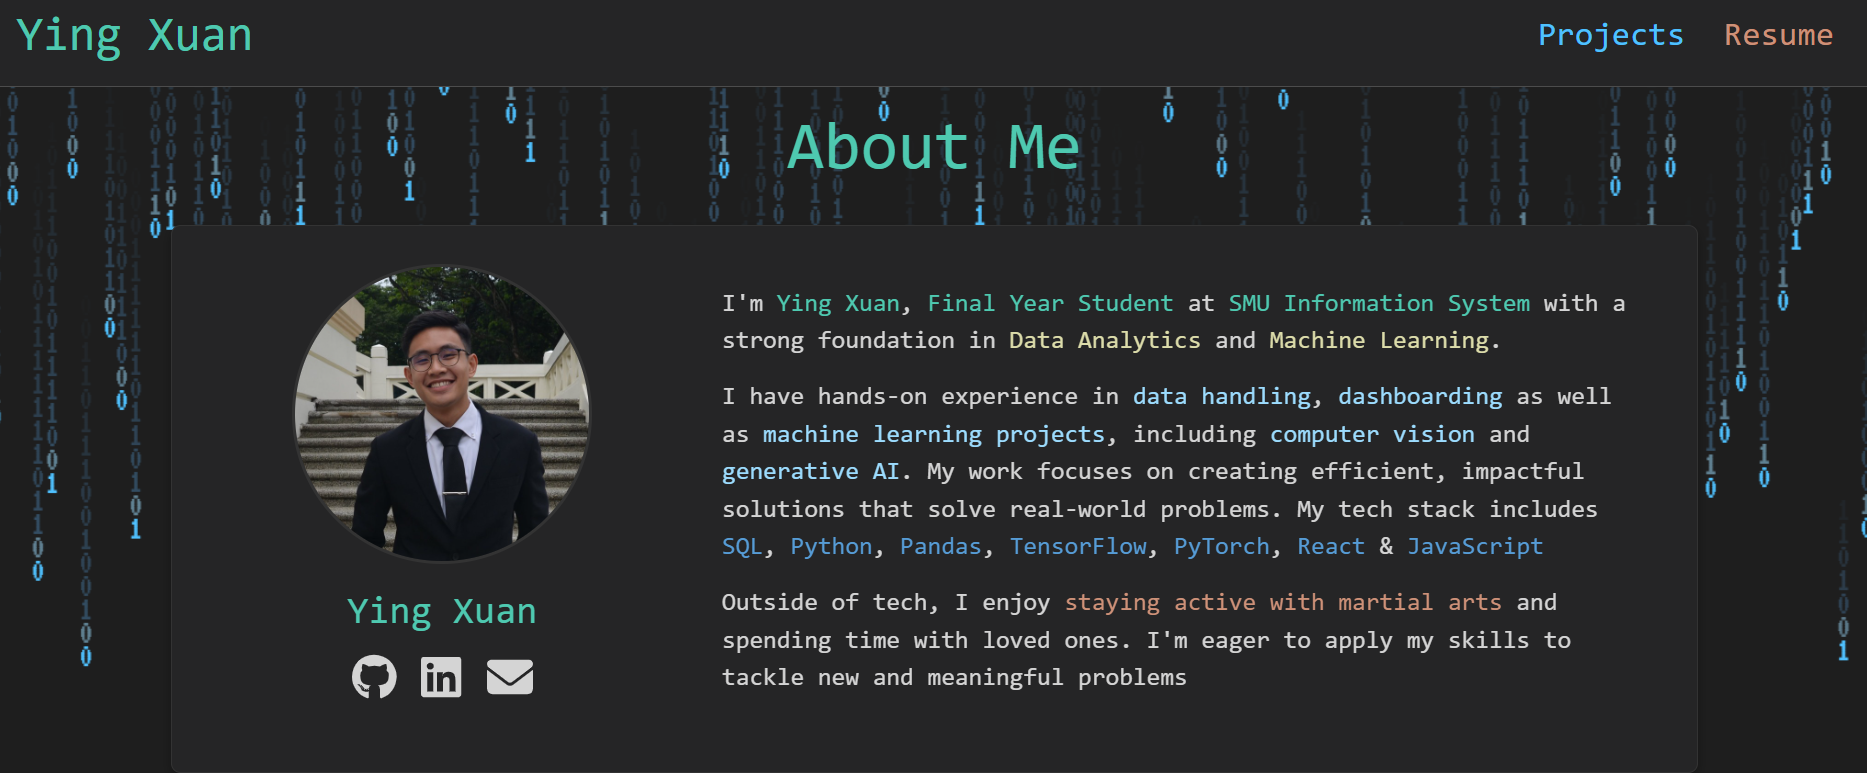 Ying Xuan
Projects
Resume
About Me
I'm Ying Xuan, Final Year Student at SMU Information System with a
strong foundation in Data Analytics and Machine Learning.
I have hands-on experience in data handling, dashboarding as well
as machine learning projects, including computer vision and
generative AI. My work focuses on creating efficient, impactful
solutions that solve real-world problems. My tech stack includes
SQL, Python, Pandas, TensorFlow, PyTorch, React & JavaScript
Outside of tech, I enjoy staying active with martial arts and
spending time with loved ones. I'm eager to apply my skills to
tackle new and meaningful problems
Ying Xuan
in